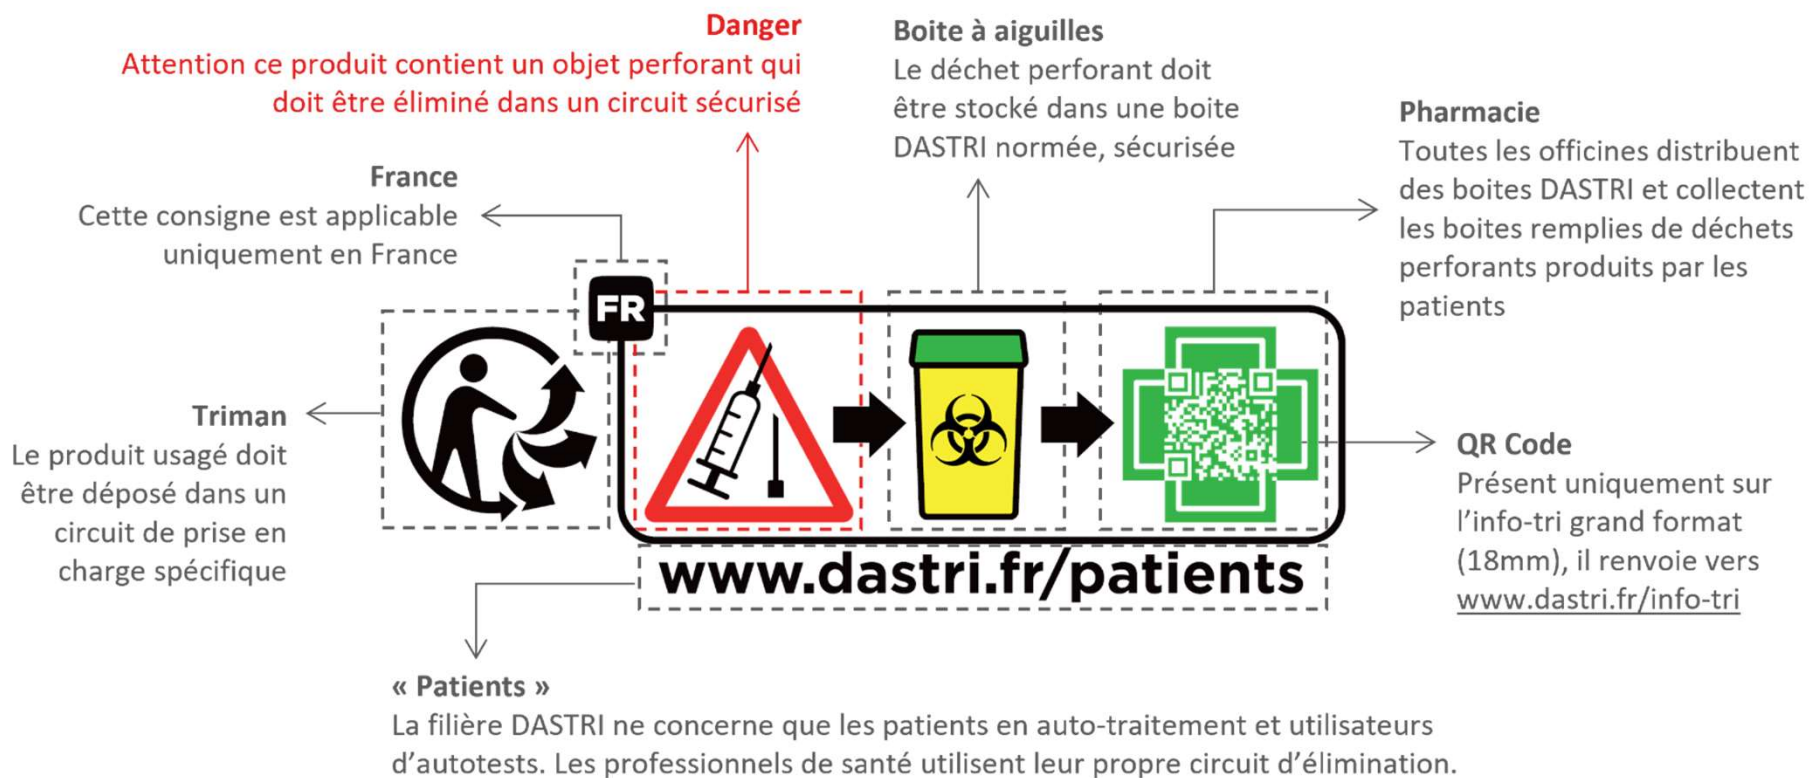 Danger
Attention ce produit contient un objet perforant qui
doit être éliminé dans un circuit sécurisé
Boite à aiguilles
Le déchet perforant doit
être stocké dans une boite
DASTRI normée, sécurisée
Pharmacie
Toutes les officines distribuent
des boites DASTRI et collectent
les boites remplies de déchets
perforants produits par les
patients
France
Cette consigne est applicable
uniquement en France
FR
Triman
Le produit usagé doit
être déposé dans un
circuit de prise en
charge spécifique
QR Code
Présent uniquement sur
l’info-tri grand format
(18mm), il renvoie vers
www.dastri.fr/info-tri
www.dastri.fr/patients
« Patients »
La filière DASTRI ne concerne que les patients en auto-traitement et utilisateurs
d’autotests. Les professionnels de santé utilisent leur propre circuit d’élimination.